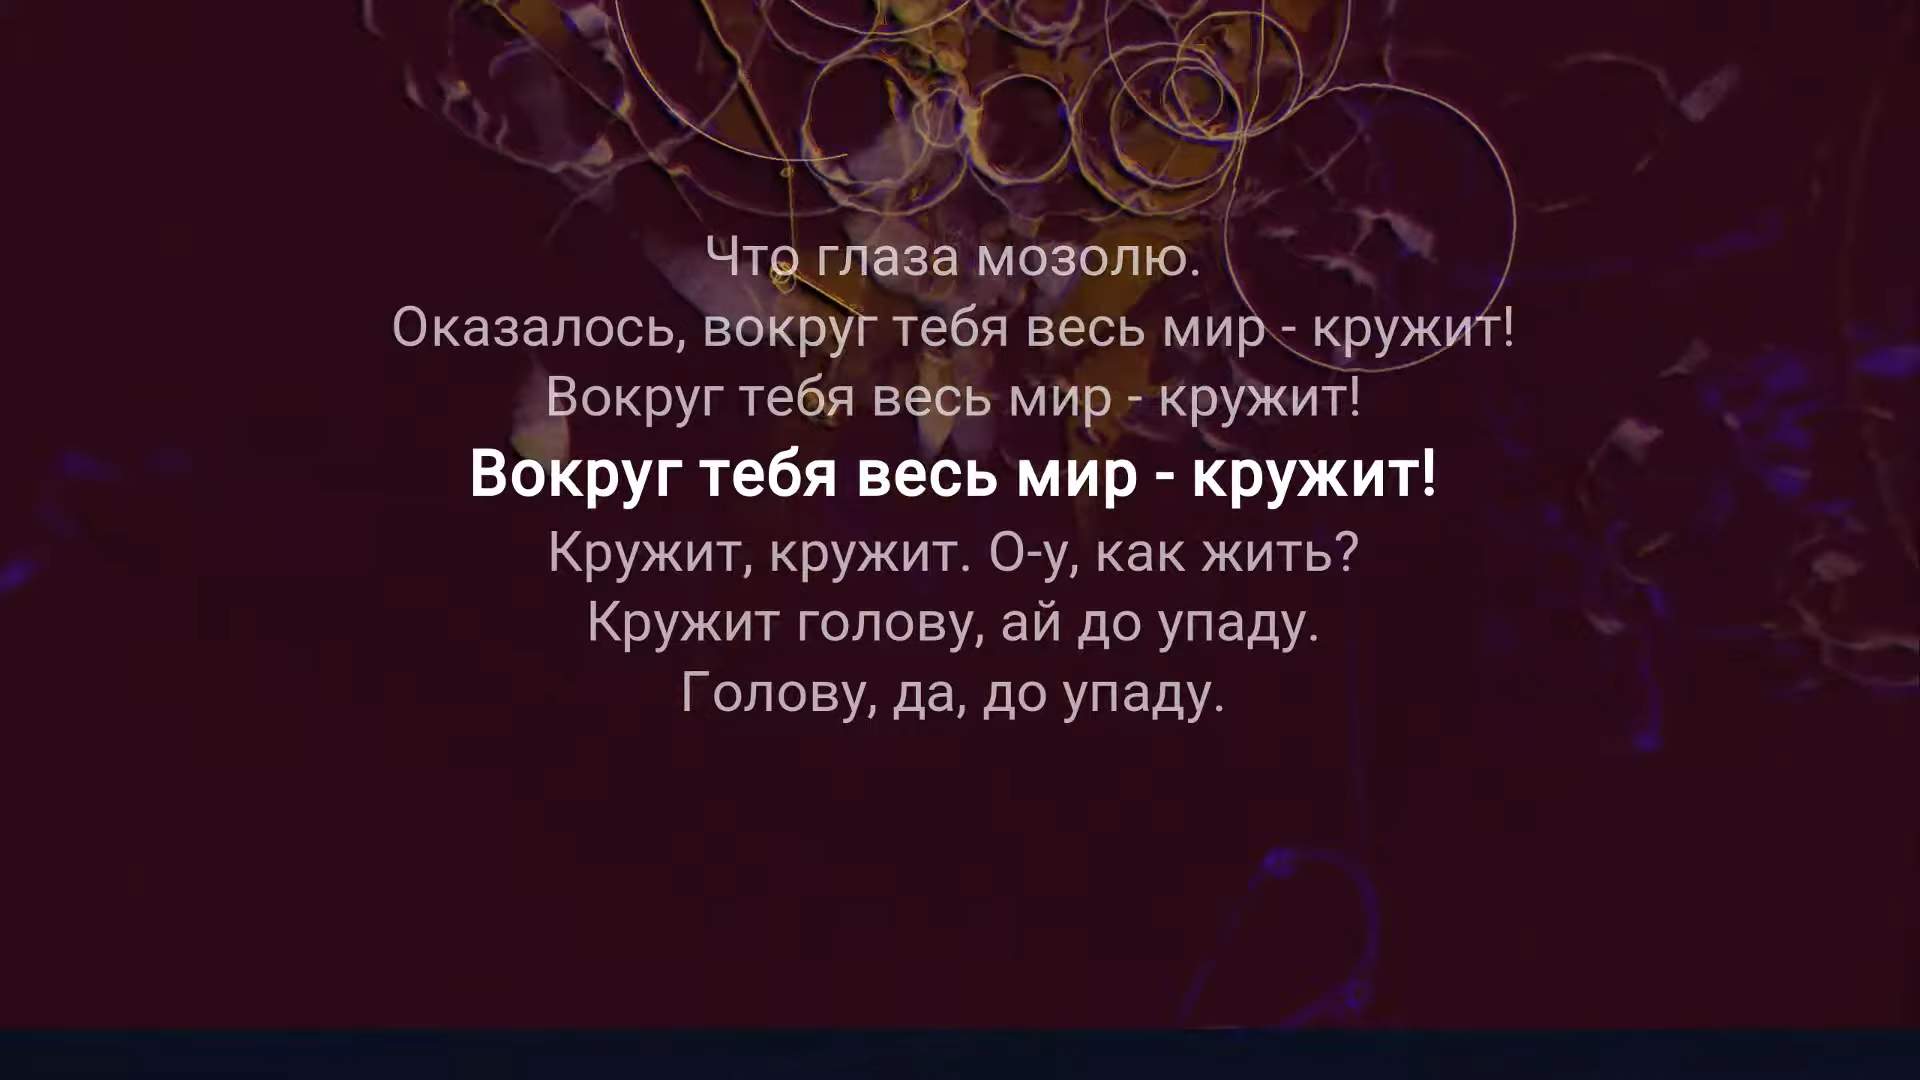 Что глаза мозолю.
Оказалось, вокруг тебя весь мир - кружит!
Вокруг тебя весь мир - кружит!
Вокруг тебя весь мир - кружит!
Кружит, кружит. О-у, как жить?
Кружит голову, ай до упаду.
Голову, да, до упаду.